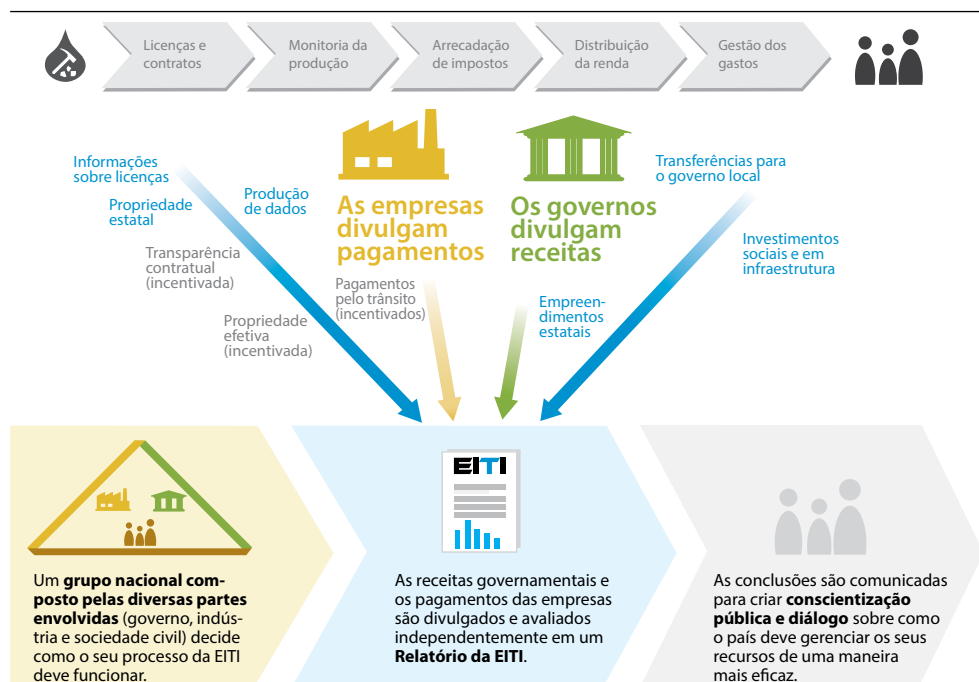 Licenças e
contratos
Monitoria da
produção
Arrecadação
de impostos
Distribuição
da renda
Gestão dos
gastos
Informações
sobre licenças
Propriedade
estatal
Produção
de dados
Transparência
contratual
(incentivada)
Propriedade
efetiva
(incentivada)
As empresas
divulgam
pagamentos
Pagamentos
pelo trânsito
(incentivados)
Os governos
divulgam
receitas
Empreen-
dimentos
estatais
Transferências para
o governo local
Investimentos
sociais e em
infraestrutura
Um grupo nacional com-
posto pelas diversas partes
envolvidas (governo, indús-
tria e sociedade civil) decide
como o seu processo da EITI
deve funcionar.
EITI
As receitas governamentais e
os pagamentos das empresas
são divulgados e avaliados
independentemente em um
Relatório da EITI.
As conclusões são comunicadas
para criar conscientização
pública e diálogo sobre como
o país deve gerenciar os seus
recursos de uma maneira
mais eficaz.